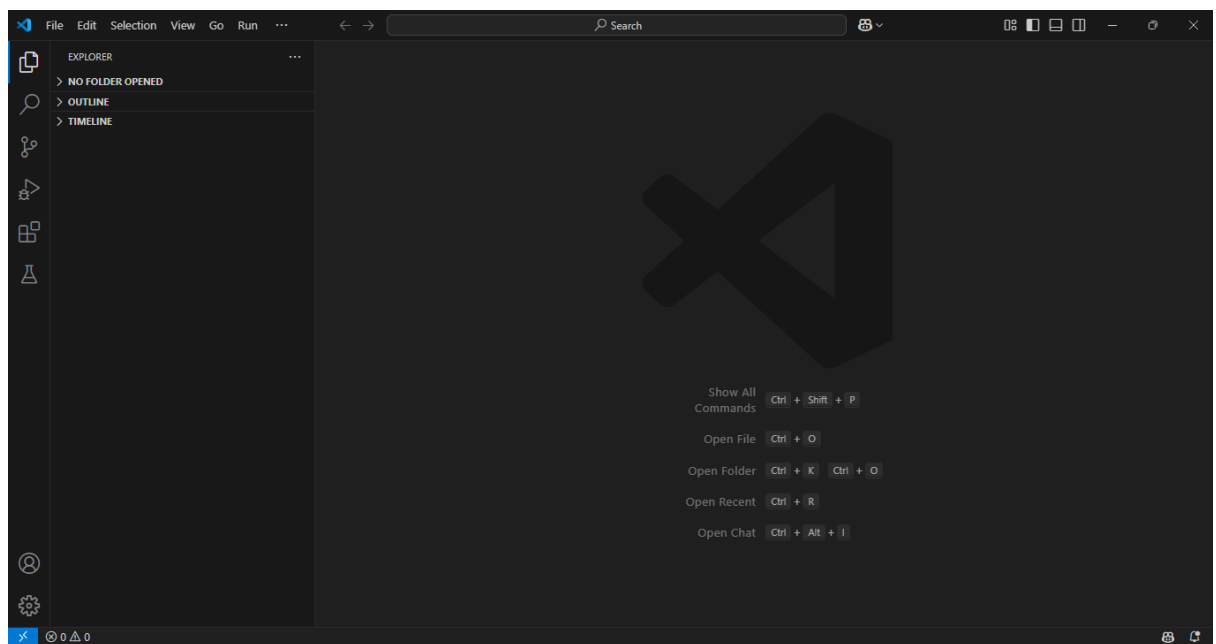 File Edit Selection View Go Run ···
Search
EXPLORER ···
NO FOLDER OPENED
OUTLINE
TIMELINE
Show All
Commands Ctrl + Shift + P
Open File Ctrl + O
Open Folder Ctrl + K Ctrl + O
Open Recent Ctrl + R
Open Chat Ctrl + Alt + I
0 0